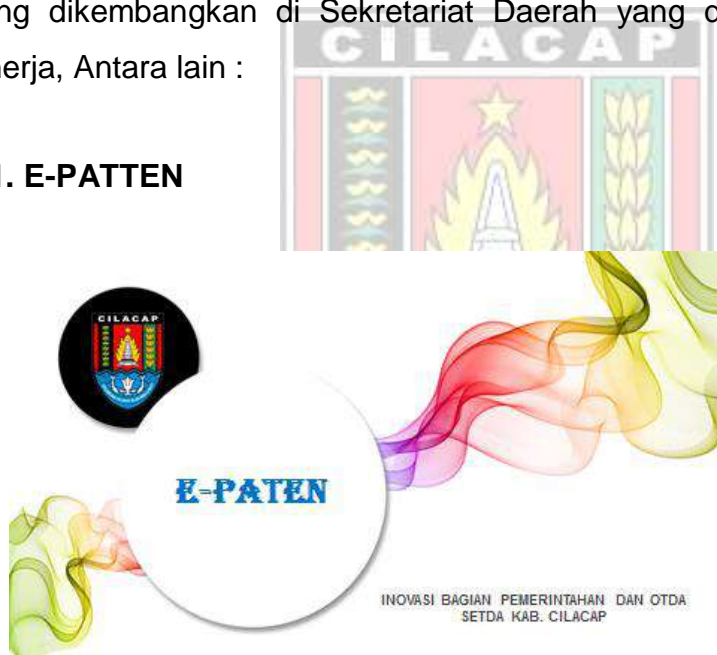 ng dikembangkan di Sekretariat Daerah yang
nerja, Antara lain :
CILACAP
1. E-PATTEN
CILACAP
E-PATEN
INOVASI BAGIAN PEMERINTAHAN DAN OTDA
SETDA KAB. CILACAP